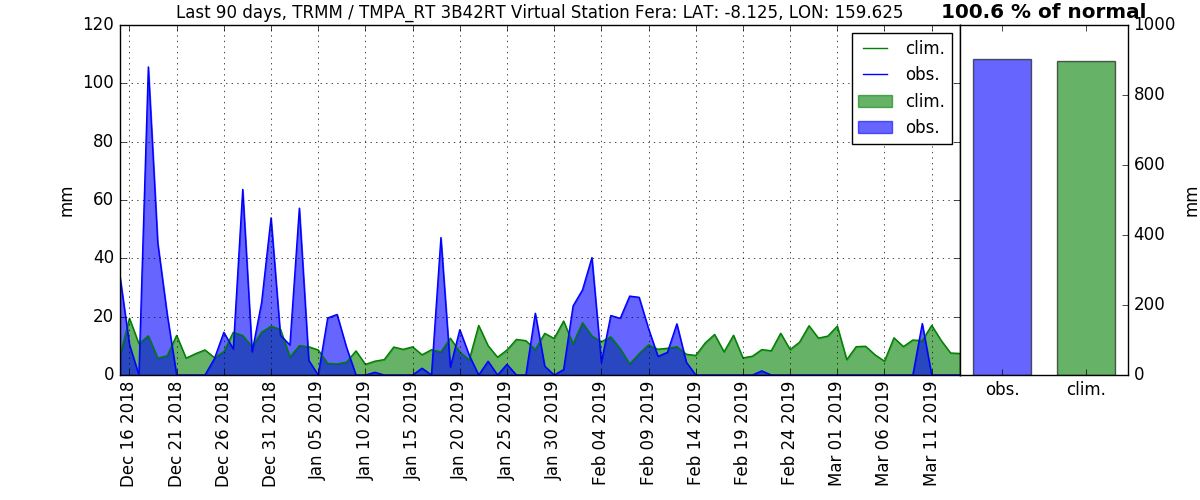 Last 90 days, TRMM / TMPA_RT 3B42RT Virtual Station Fera: LAT: -8.125, LON: 159.625
100.6 % of normal
120
100
80
60
40
20
0
mm
clim.
obs.
clim.
obs.
1000
800
600
400
200
0
mm
obs.
clim.
Dec 16 2018
Dec 21 2018
Dec 26 2018
Dec 31 2018
Jan 05 2019
Jan 10 2019
Jan 15 2019
Jan 20 2019
Jan 25 2019
Jan 30 2019
Feb 04 2019
Feb 09 2019
Feb 14 2019
Feb 19 2019
Feb 24 2019
Mar 01 2019
Mar 06 2019
Mar 11 2019